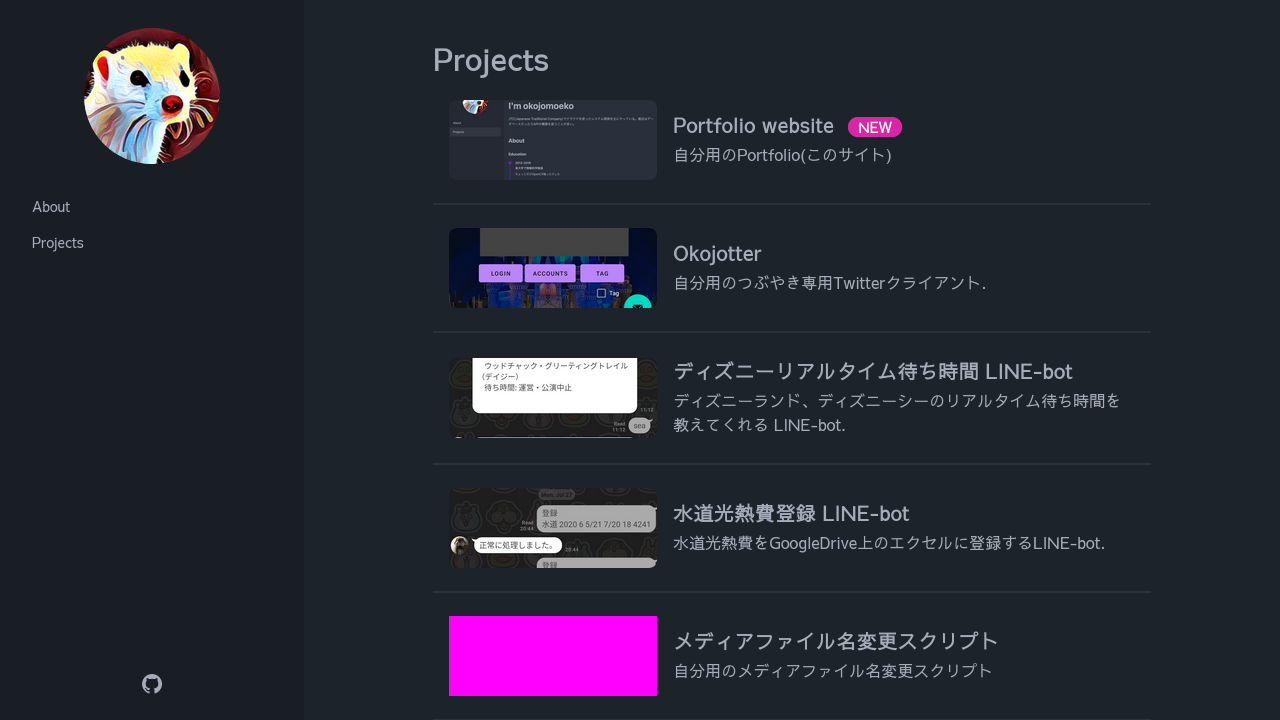 About
Projects
Projects
I'm okojomoeko
About
Projects
About
Education
Portfolio website NEW
自分用のPortfolio(このサイト)
LOGIN ACCOUNTS TAG
Tag
Okojotter
自分用のつぶやき専用Twitterクライアント.
ウッドチャック・グリーティングトレイル
(デイジー)
待ち時間: 運営・公演中止
11:12
Read
11:12
sea
ディズニーリアルタイム待ち時間 LINE-bot
ディズニーランド、ディズニーシーのリアルタイム待ち時間を
教えてくれる LINE-bot.
Mon, Jul 27
登録
水道 2020 6 5/21 7/20 18 4241
Read
20:44
正常に処理しました。
20:44
登録
水道光熱費登録 LINE-bot
水道光熱費をGoogleDrive上のエクセルに登録するLINE-bot.
メディアファイル名変更スクリプト
自分用のメディアファイル名変更スクリプト